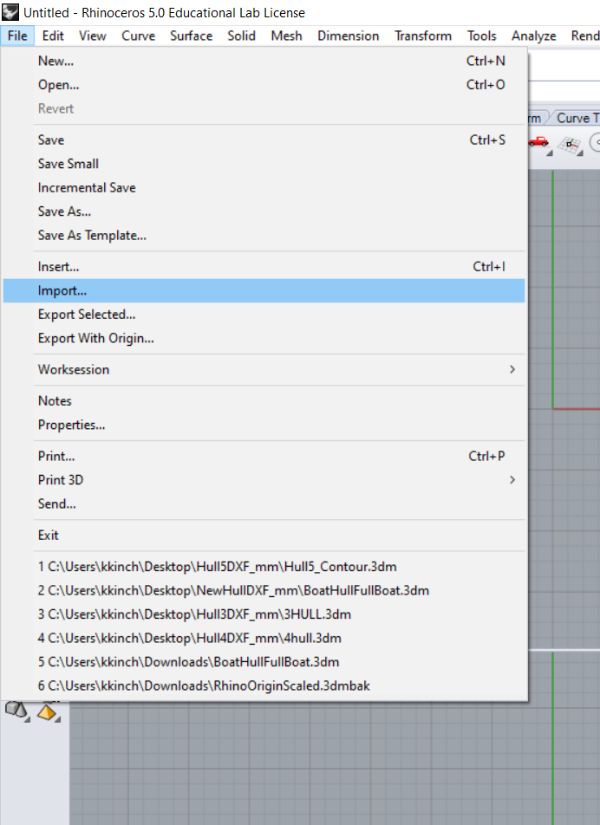 Untitled - Rhinoceros 5.0 Educational Lab License
File Edit View Curve Surface Solid Mesh Dimension Transform Tools Analyze Rend
New... Ctrl+N
Open... Ctrl+O
Revert
rm Curve T
Save Ctrl+S
Save Small
Incremental Save
Save As...
Save As Template...
Insert... Ctrl+I
Import...
Export Selected...
Export With Origin...
Worksession
Notes
Properties...
Print... Ctrl+P
Print 3D
Send...
Exit
1 C:\Users\kkinch\Desktop\Hull5DXF_mm\Hull5_Contour.3dm
2 C:\Users\kkinch\Desktop\NewHullDXF_mm\BoatHullFullBoat.3dm
3 C:\Users\kkinch\Desktop\Hull3DXF_mm\3HULL.3dm
4 C:\Users\kkinch\Desktop\Hull4DXF_mm\4hull.3dm
5 C:\Users\kkinch\Downloads\BoatHullFullBoat.3dm
6 C:\Users\kkinch\Downloads\RhinoOriginScaled.3dmbak